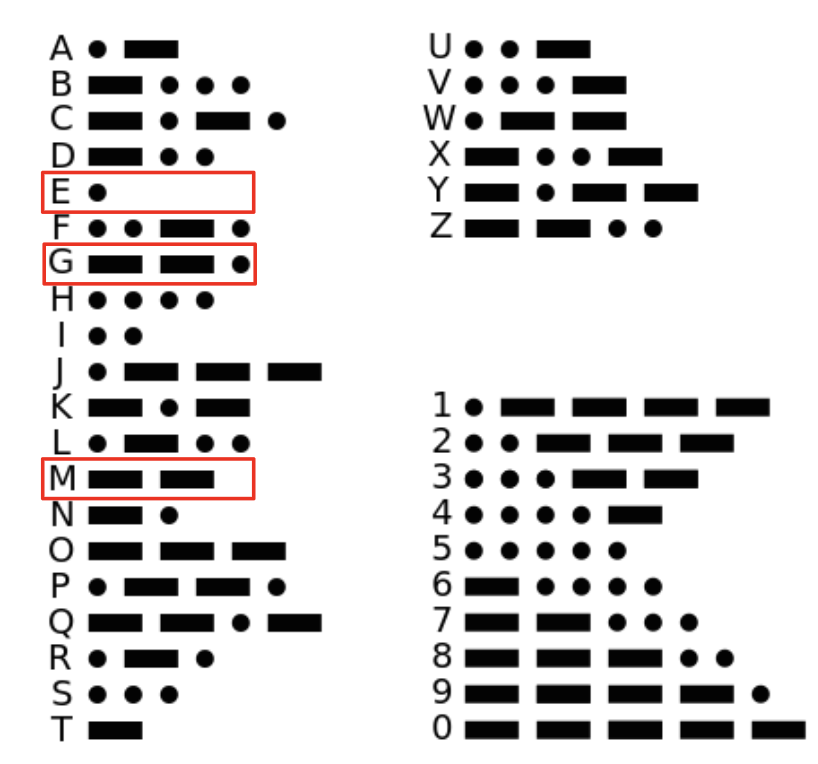 A • ▬
B ▬ • • •
C ▬ • ▬ •
D ▬ • •
E •
F • • ▬ •
G ▬ ▬ •
H • • • •
I • •
J • ▬ ▬ ▬
K ▬ • ▬
L • ▬ • •
M ▬ ▬
N ▬ •
O ▬ ▬ ▬
P • ▬ ▬ •
Q ▬ ▬ • ▬
R • ▬ •
S • • •
T ▬
U • • ▬
V • • • ▬
W • ▬ ▬
X ▬ • • ▬
Y ▬ • ▬ ▬
Z ▬ ▬ • •
1 • ▬ ▬ ▬ ▬
2 • • ▬ ▬ ▬
3 • • • ▬ ▬
4 • • • • ▬
5 • • • • •
6 ▬ • • • •
7 ▬ ▬ • • •
8 ▬ ▬ ▬ • •
9 ▬ ▬ ▬ ▬ •
0 ▬ ▬ ▬ ▬ ▬